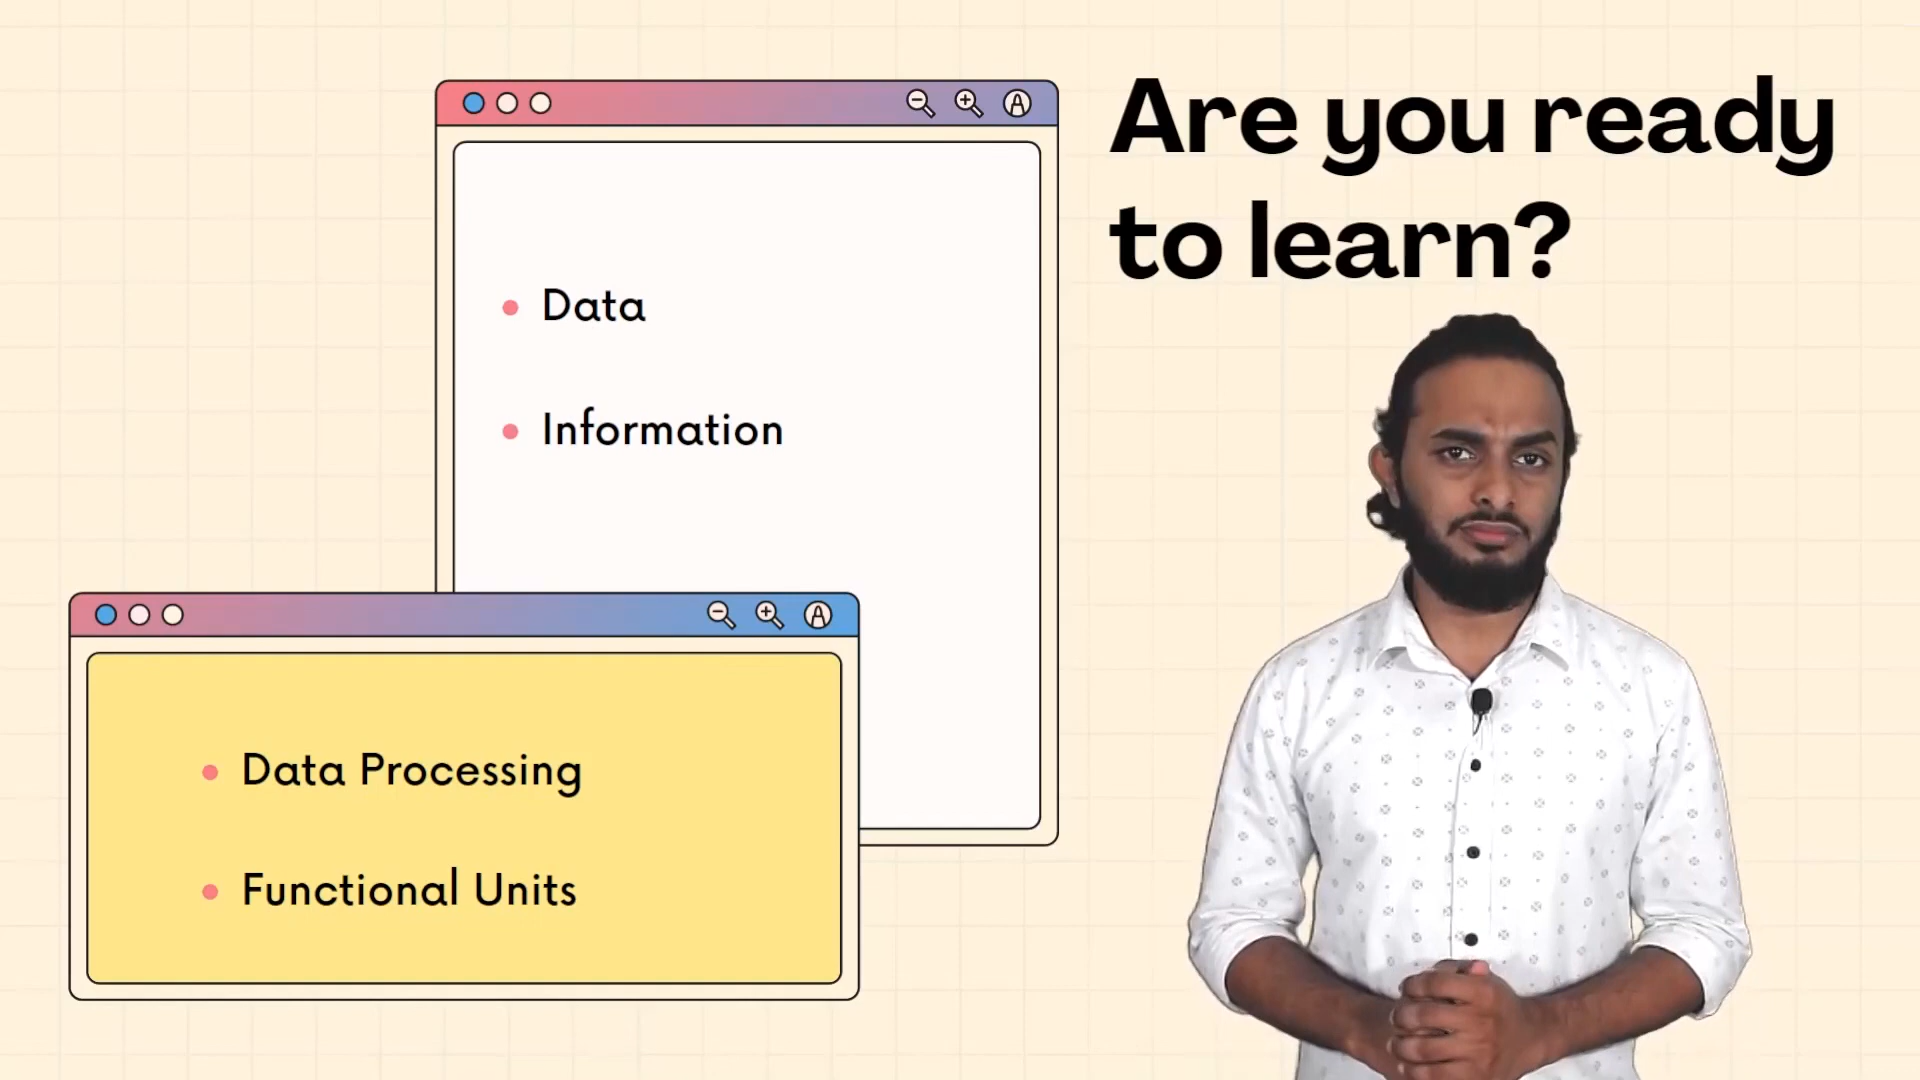 Are you ready
to learn?
Data
Information
Data Processing
Functional Units